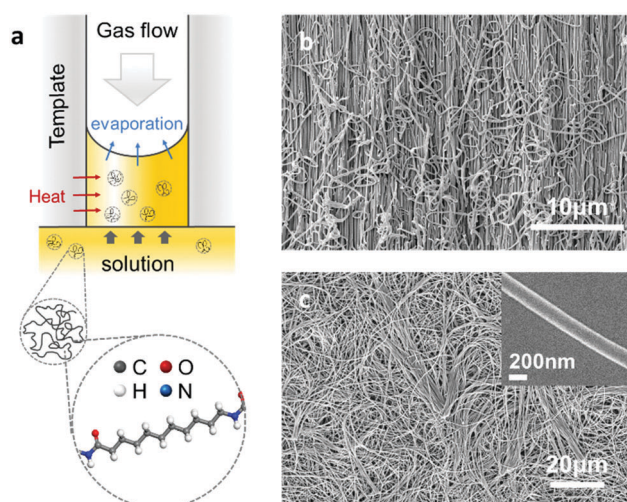 a
Gas flow
Template
evaporation
Heat
solution
C O
H N
b
10μm
c
200nm
20μm